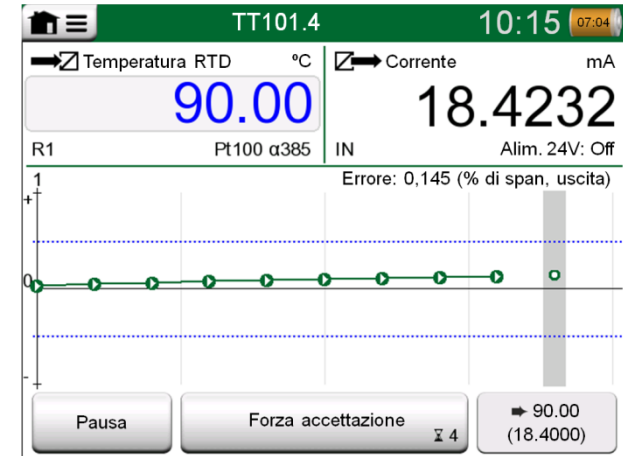 TT101.4
10:15
07:04
Temperatura RTD ºC
90.00
R1 Pt100 α385
Corrente mA
18.4232
IN Alim. 24V: Off
1
Errore: 0,145 (% di span, uscita)
+
0
-
Pausa
Forza accettazione
4
90.00
(18.4000)